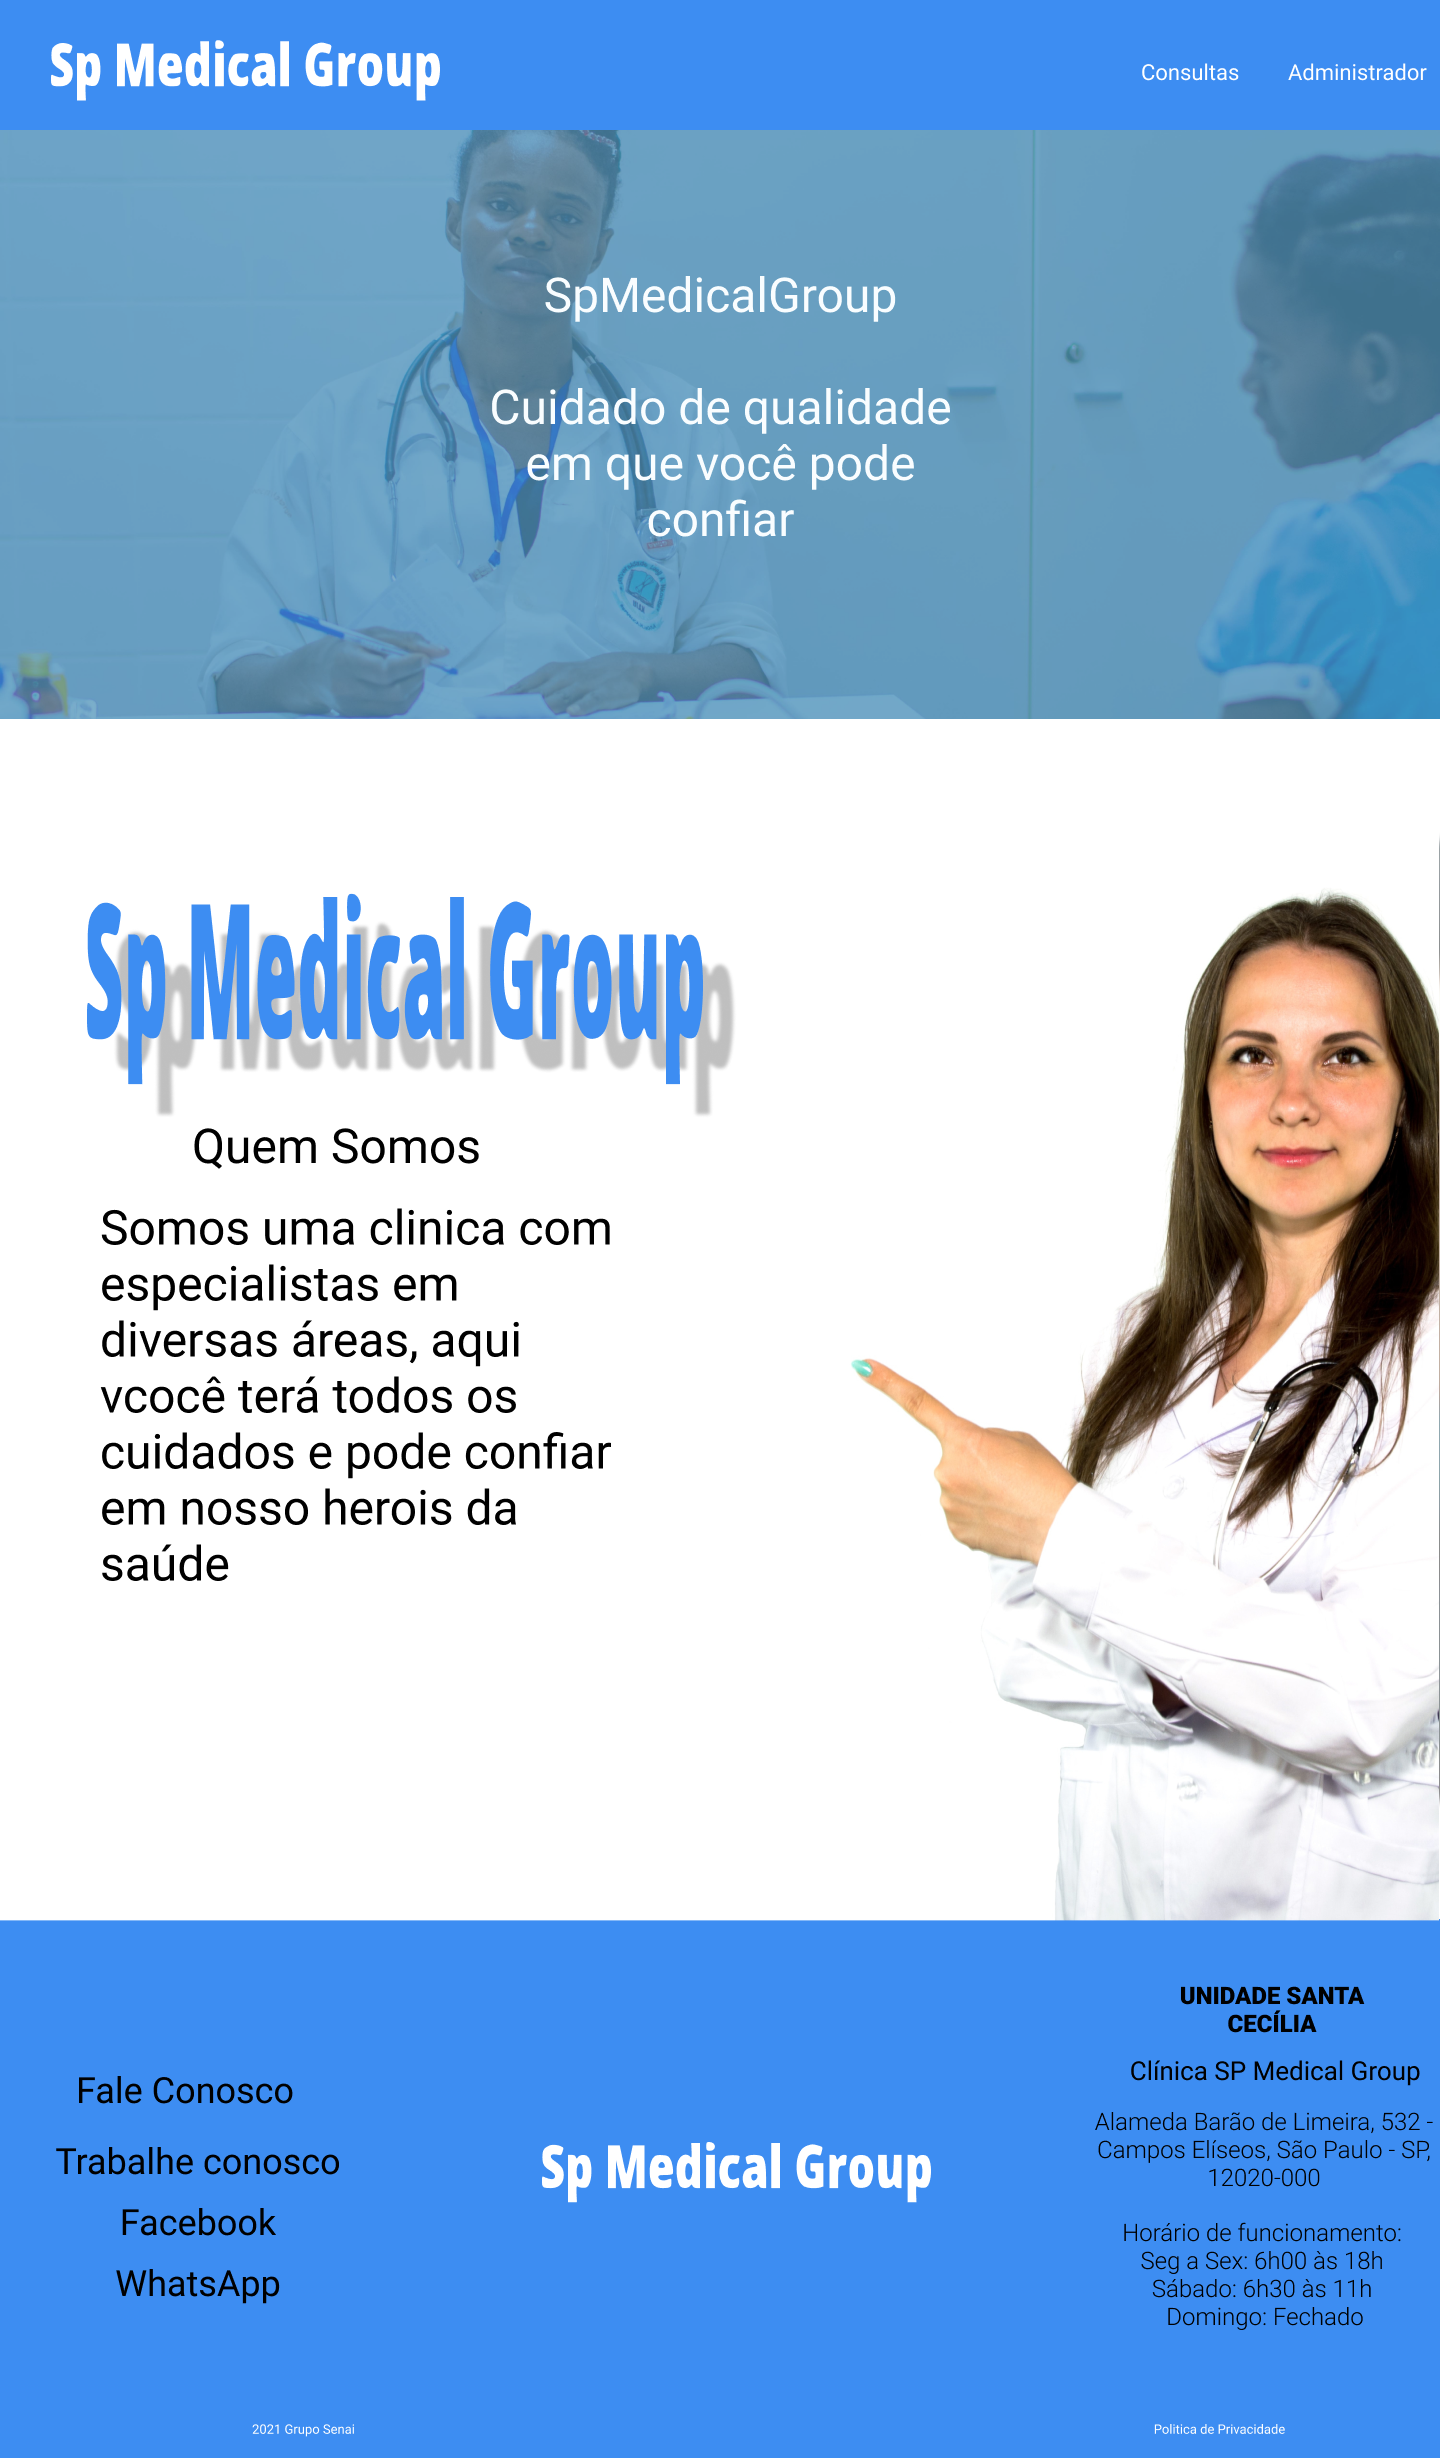 Sp Medical Group
Consultas
Administrador
SpMedicalGroup
Cuidado de qualidade
em que você pode
confiar
Sp Medical Group
Quem Somos
Somos uma clinica com
especialistas em
diversas áreas, aqui
vcocê terá todos os
cuidados e pode confiar
em nosso herois da
saúde
Fale Conosco
Trabalhe conosco
Facebook
WhatsApp
Sp Medical Group
UNIDADE SANTA
CECÍLIA
Clínica SP Medical Group
Alameda Barão de Limeira, 532 -
Campos Elíseos, São Paulo - SP,
12020-000
Horário de funcionamento:
Seg a Sex: 6h00 às 18h
Sábado: 6h30 às 11h
Domingo: Fechado
2021 Grupo Senai
Politica de Privacidade